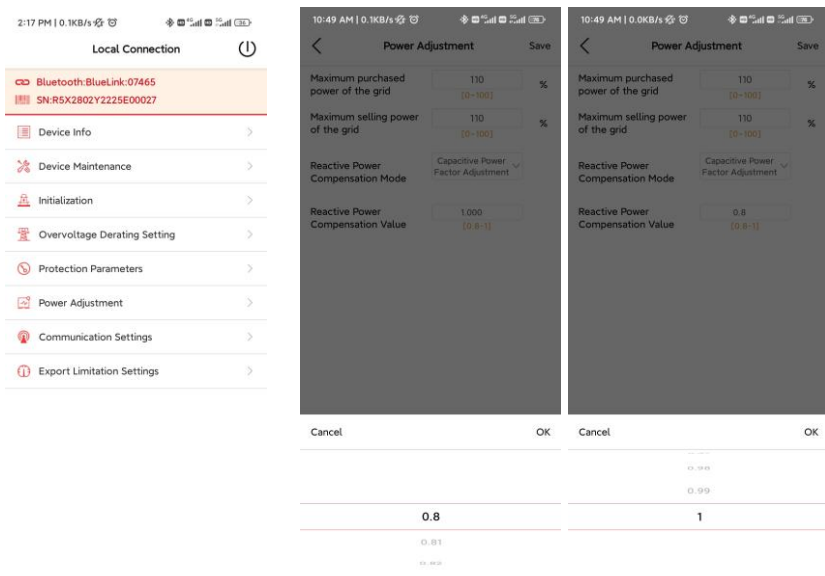 2:17 PM | 0.1KB/s
Local Connection
Bluetooth:BlueLink:07465
SN:R5X2802Y2225E00027
Device Info
Device Maintenance
Initialization
Overvoltage Derating Setting
Protection Parameters
Power Adjustment
Communication Settings
Export Limitation Settings
10:49 AM | 0.1KB/s
Power Adjustment Save
Maximum purchased
power of the grid
110
[0~100]
%
Maximum selling power
of the grid
110
[0~100]
%
Reactive Power
Compensation Mode
Capacitive Power
Factor Adjustment
Reactive Power
Compensation Value
1.000
[0.8-1]
Cancel OK
0.8
0.81
0.82
10:49 AM | 0.0KB/s
Power Adjustment Save
Maximum purchased
power of the grid
110
[0~100]
%
Maximum selling power
of the grid
110
[0~100]
%
Reactive Power
Compensation Mode
Capacitive Power
Factor Adjustment
Reactive Power
Compensation Value
0.8
[0.8-1]
Cancel OK
0.98
0.99
1